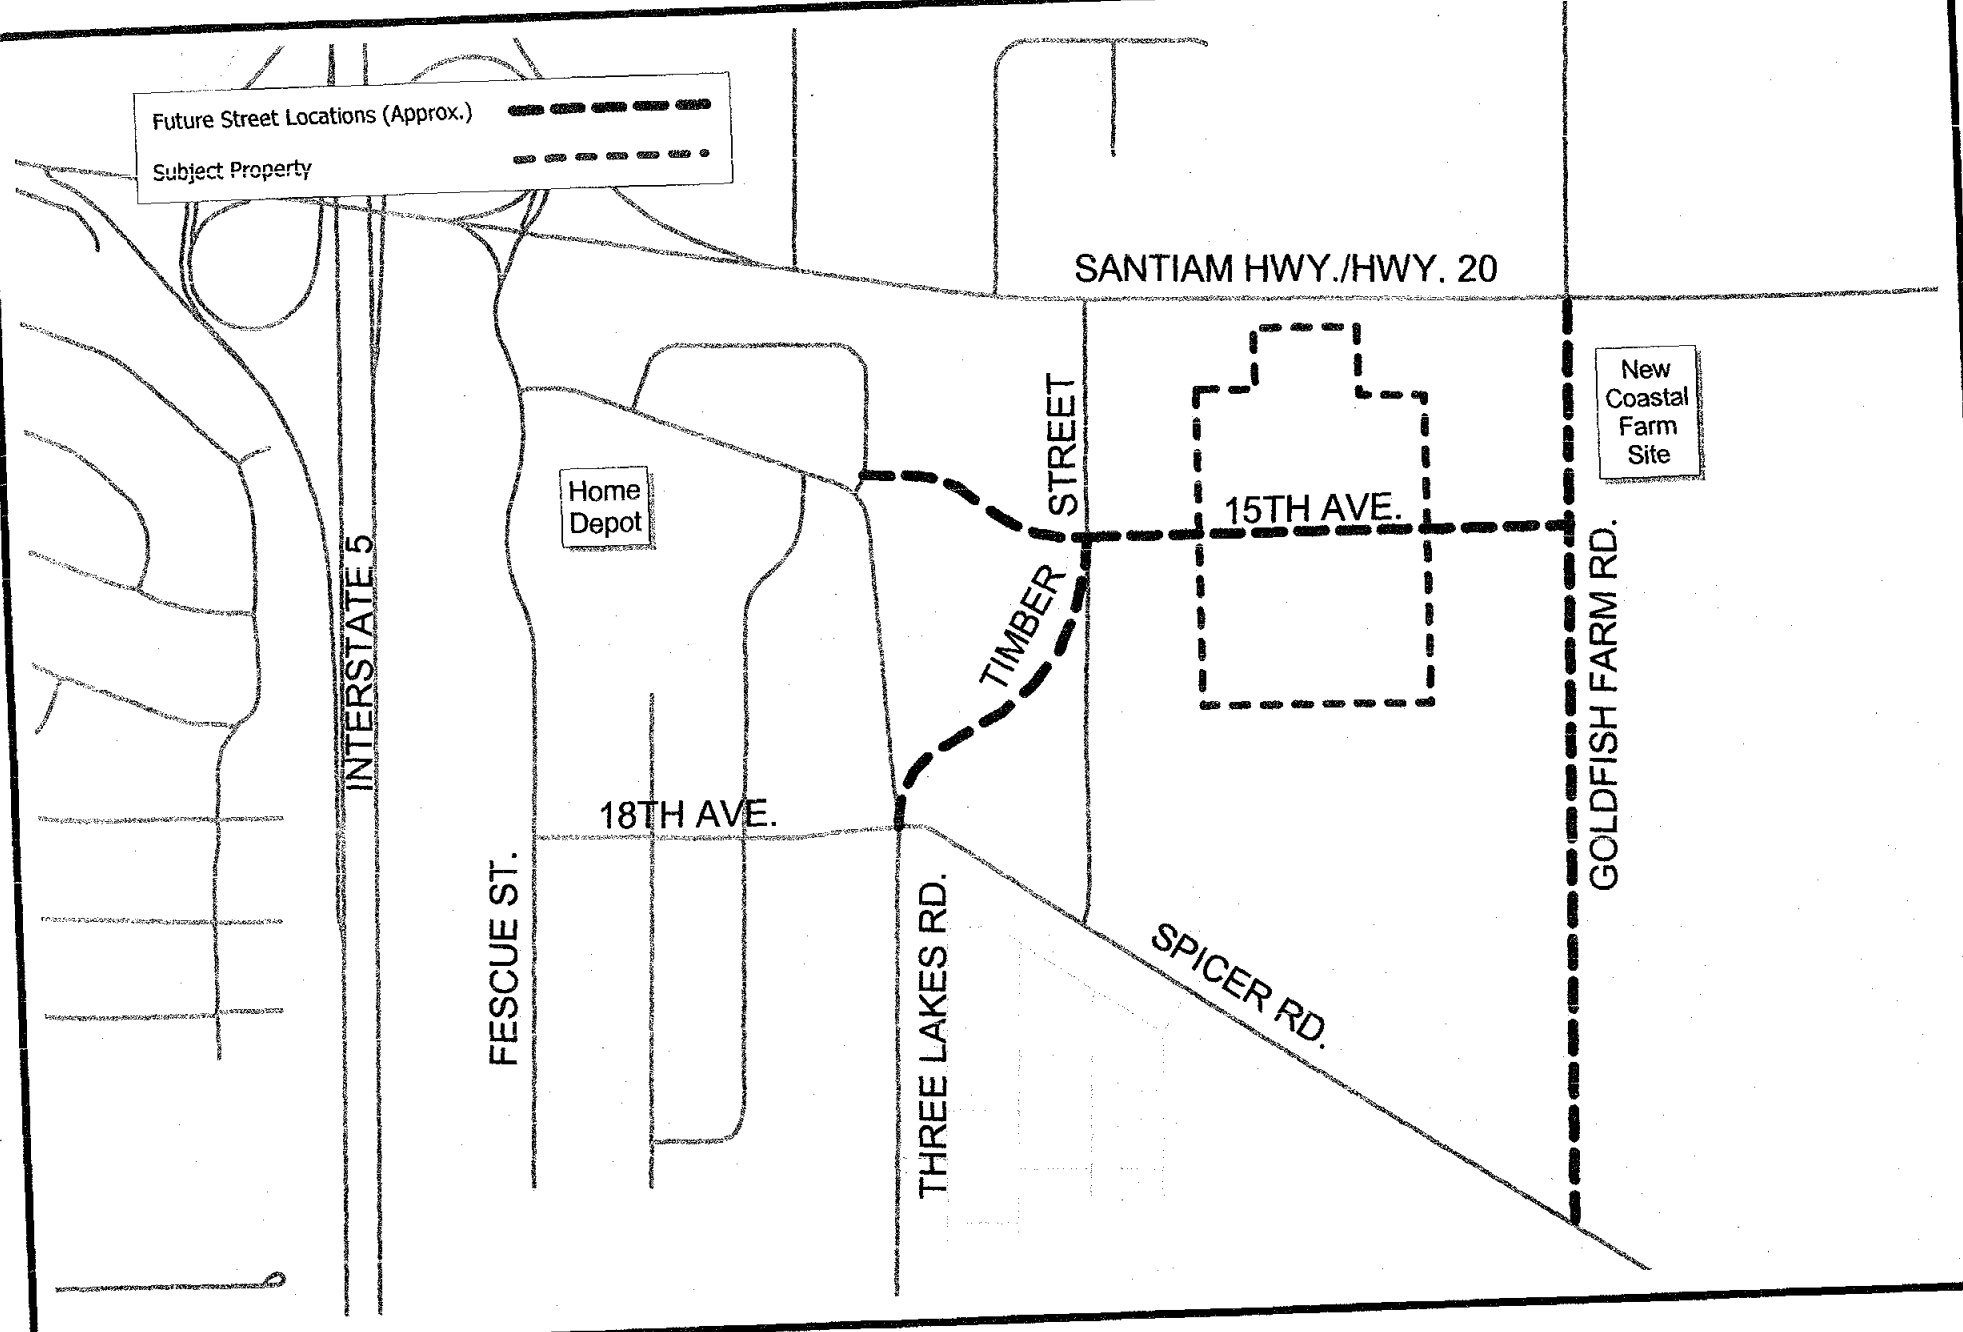 Future Street Locations (Approx.)
Subject Property
SANTIAM HWY./HWY. 20
New
Coastal
Farm
Site
Home
Depot
TIMBER STREET
15TH AVE.
INTERSTATE 5
GOLDFISH FARM RD.
18TH AVE.
FESCUE ST.
THREE LAKES RD.
SPICER RD.